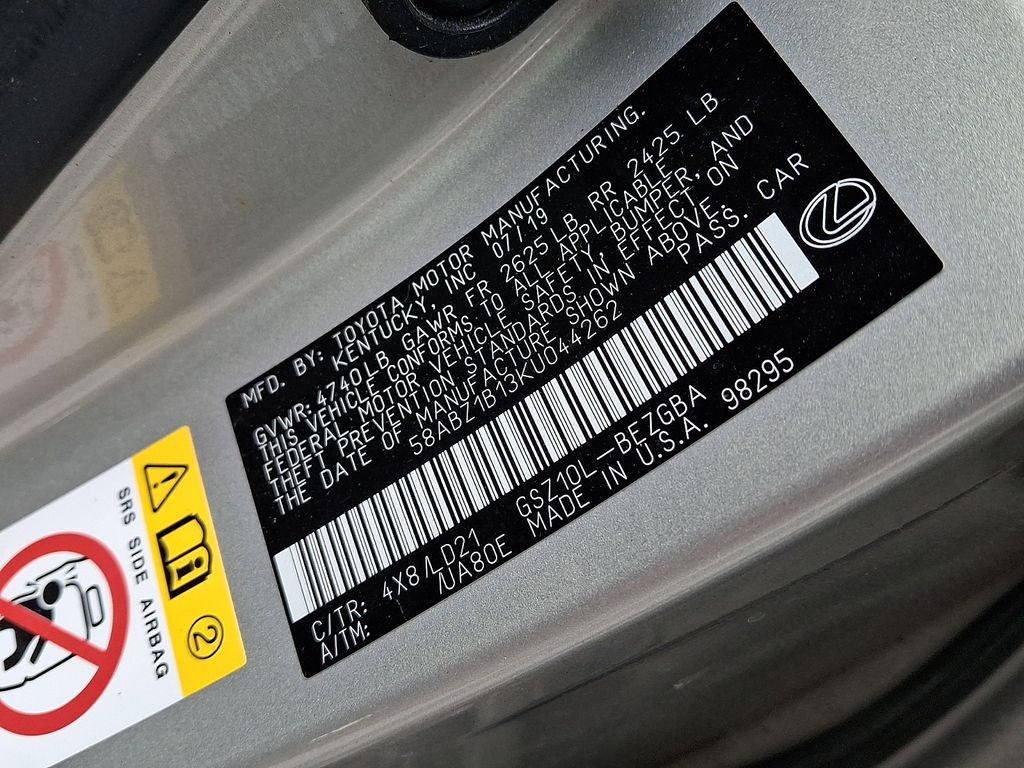 MFD. BY: TOYOTA MOTOR MANUFACTURING.
KENTUCKY, INC 07/19
GVWR: 4740LB GAWR FR 2625LB RR 2425 LB
THIS VEHICLE CONFORMS TO ALL APPLICABLE
FEDERAL MOTOR VEHICLE SAFETY, BUMPER, AND
THEFT PREVENTION STANDARDS IN EFFECT ON
THE DATE OF MANUFACTURE SHOWN ABOVE.
58ABZ1B13KU044262 PASS. CAR
C/TR: 4X8/LD21 GSZ10L-BEZGBA 98295
A/TM: /UA80E MADE IN U.S.A.
2
SRS SIDE AIRBAG